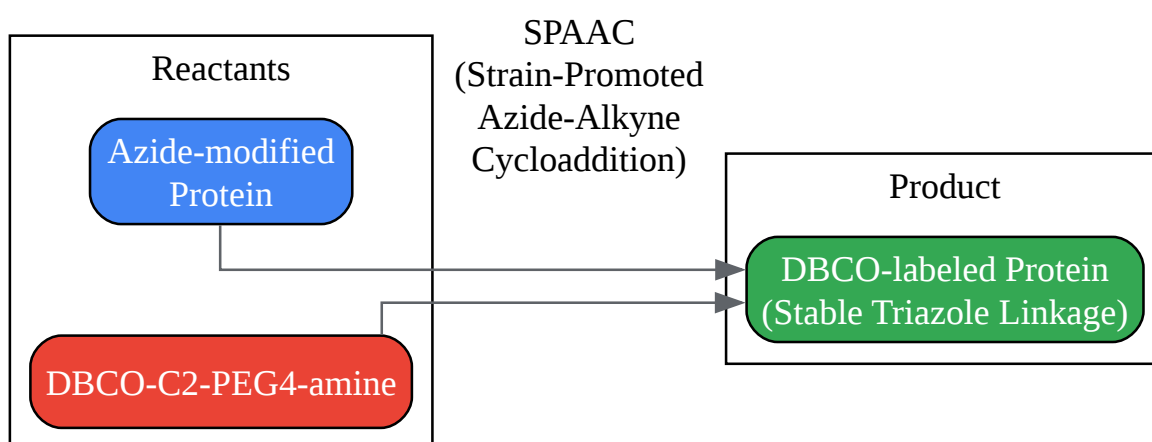 Reactants
Azide-modified
Protein
DBCO-C2-PEG4-amine
SPAAC
(Strain-Promoted
Azide-Alkyne
Cycloaddition)
Product
DBCO-labeled Protein
(Stable Triazole Linkage)